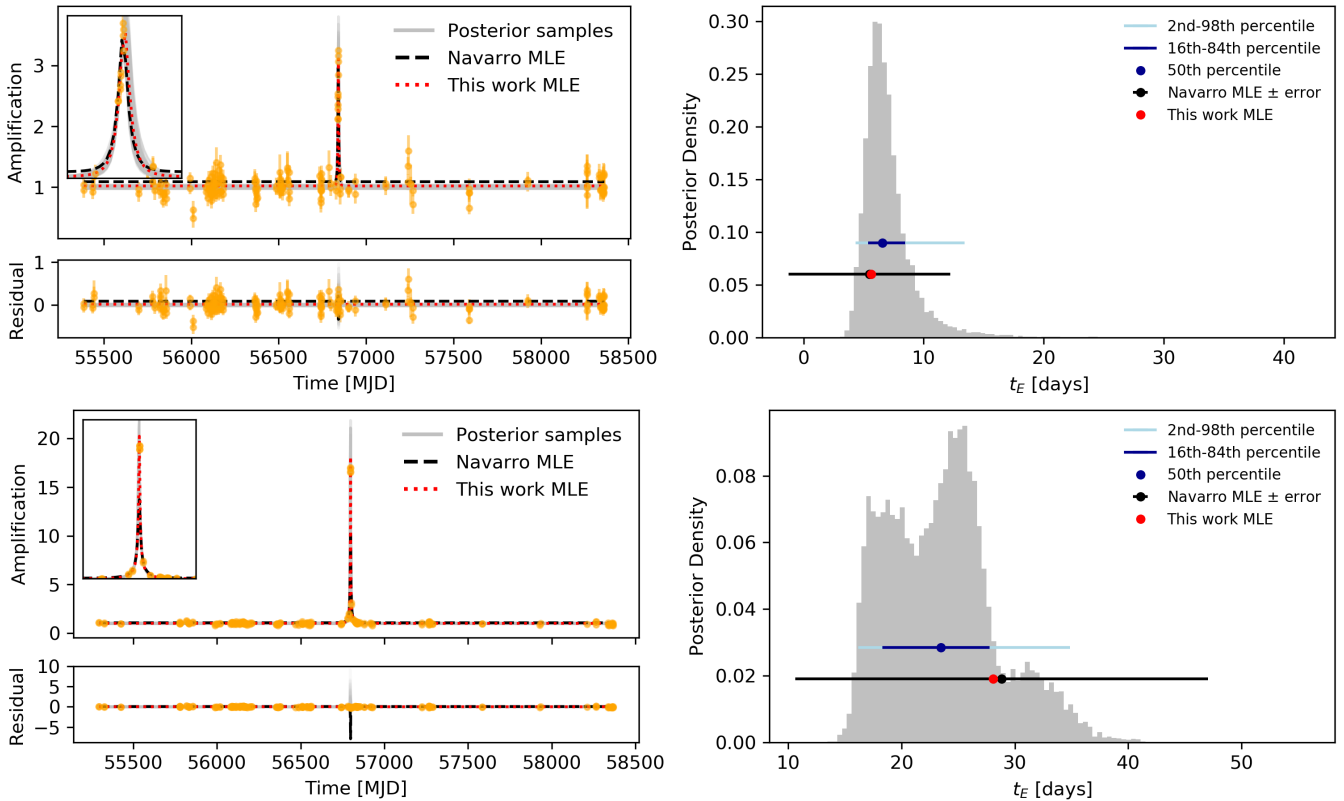 Amplification
3
2
1
Posterior samples
Navarro MLE
This work MLE
Residual
1
0
55500 56000 56500 57000 57500 58000 58500
Time [MJD]
Posterior Density
0.30
0.25
0.20
0.15
0.10
0.05
0.00
2nd-98th percentile
16th-84th percentile
50th percentile
Navarro MLE ± error
This work MLE
0 10 20 30 40
t_E [days]
Amplification
20
15
10
5
0
Posterior samples
Navarro MLE
This work MLE
Residual
10
5
0
−5
55500 56000 56500 57000 57500 58000 58500
Time [MJD]
Posterior Density
0.08
0.06
0.04
0.02
0.00
2nd-98th percentile
16th-84th percentile
50th percentile
Navarro MLE ± error
This work MLE
10 20 30 40 50
t_E [days]